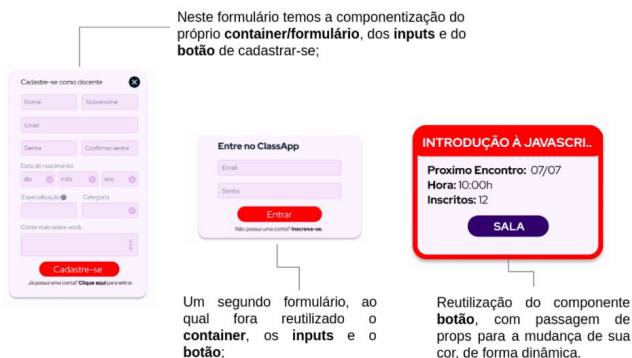 Neste formulário temos a componentização do
próprio container/formulário, dos inputs e do
botão de cadastrar-se;
Cadastre-se como docente
Nome
Sobrenome
Email
Senha
Confirmar senha
Data de nascimento
dia
mês
ano
Especialização
Categoria
Conte mais sobre você..
Cadastre-se
Já possui uma conta? Clique aqui para entrar.
Entre no ClassApp
Email
Senha
Entrar
Não possui uma conta? Inscreva-se.
Um segundo formulário, ao
qual fora reutilizado o
container, os inputs e o
botão;
INTRODUÇÃO À JAVASCRI..
Proximo Encontro: 07/07
Hora: 10:00h
Inscritos: 12
SALA
Reutilização do componente
botão, com passagem de
props para a mudança de sua
cor, de forma dinâmica.